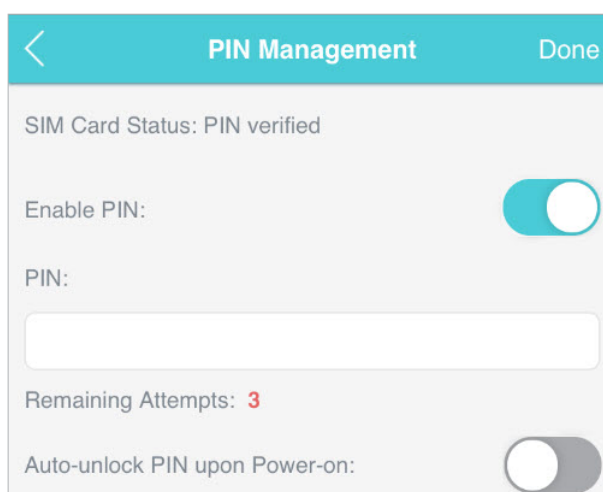 PIN Management Done
SIM Card Status: PIN verified
Enable PIN:
PIN:
Remaining Attempts: 3
Auto-unlock PIN upon Power-on: